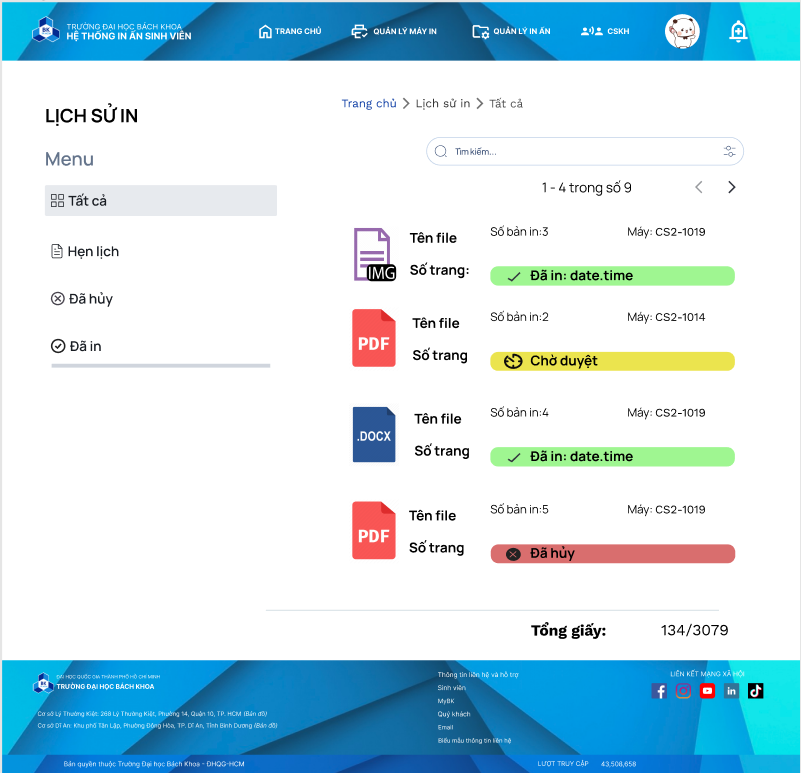 TRƯỜNG ĐẠI HỌC BÁCH KHOA
HỆ THỐNG IN ẤN SINH VIÊN
BK
TRANG CHỦ
QUẢN LÝ MÁY IN
QUẢN LÝ IN ẤN
CSKH
LỊCH SỬ IN
Menu
Tất cả
Hẹn lịch
Đã hủy
Đã in
Trang chủ > Lịch sử in > Tất cả
Tìm kiếm...
1 - 4 trong số 9
IMG
Tên file
Số trang:
Số bản in:3
Máy: CS2-1019
Đã in: date.time
PDF
Tên file
Số trang
Số bản in:2
Máy: CS2-1014
Chờ duyệt
.DOCX
Tên file
Số trang
Số bản in:4
Máy: CS2-1019
Đã in: date.time
PDF
Tên file
Số trang
Số bản in:5
Máy: CS2-1019
Đã hủy
Tổng giấy:
134/3079
BK
ĐẠI HỌC QUỐC GIA THÀNH PHỐ HỒ CHÍ MINH
TRƯỜNG ĐẠI HỌC BÁCH KHOA
Cơ sở Lý Thường Kiệt: 268 Lý Thường Kiệt, Phường 14, Quận 10, TP. HCM (Bản đồ)
Cơ sở Dĩ An: Khu phố Tân Lập, Phường Đông Hòa, TP. Dĩ An, Tỉnh Bình Dương (Bản đồ)
Thông tin liên hệ và hỗ trợ
Sinh viên
MyBK
Quý khách
Email
Biểu mẫu thông tin liên hệ
LIÊN KẾT MẠNG XÃ HỘI
Bản quyền thuộc Trường Đại học Bách Khoa - ĐHQG-HCM
LƯỢT TRUY CẬP
43,508,658